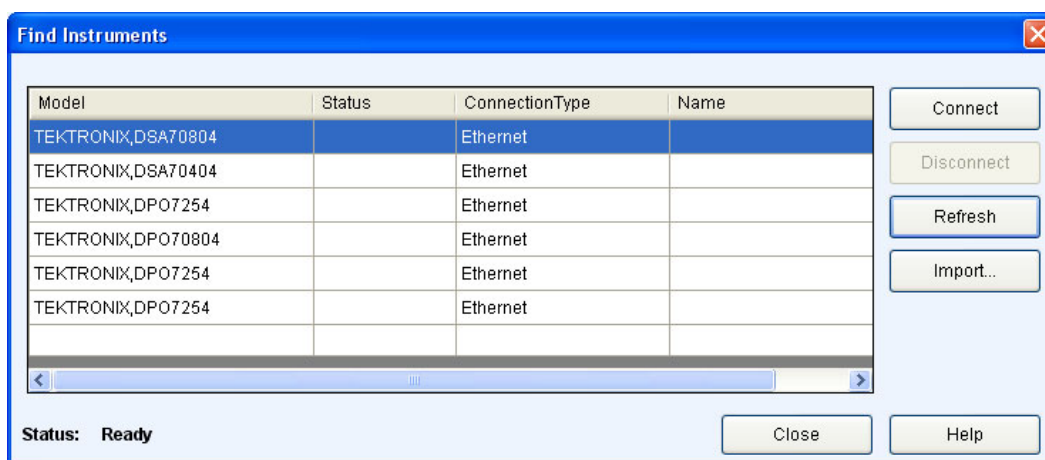 Find Instruments
Model Status ConnectionType Name
TEKTRONIX,DSA70804 Ethernet
TEKTRONIX,DSA70404 Ethernet
TEKTRONIX,DPO7254 Ethernet
TEKTRONIX,DPO70804 Ethernet
TEKTRONIX,DPO7254 Ethernet
TEKTRONIX,DPO7254 Ethernet
Connect
Disconnect
Refresh
Import...
Status: Ready
Close
Help